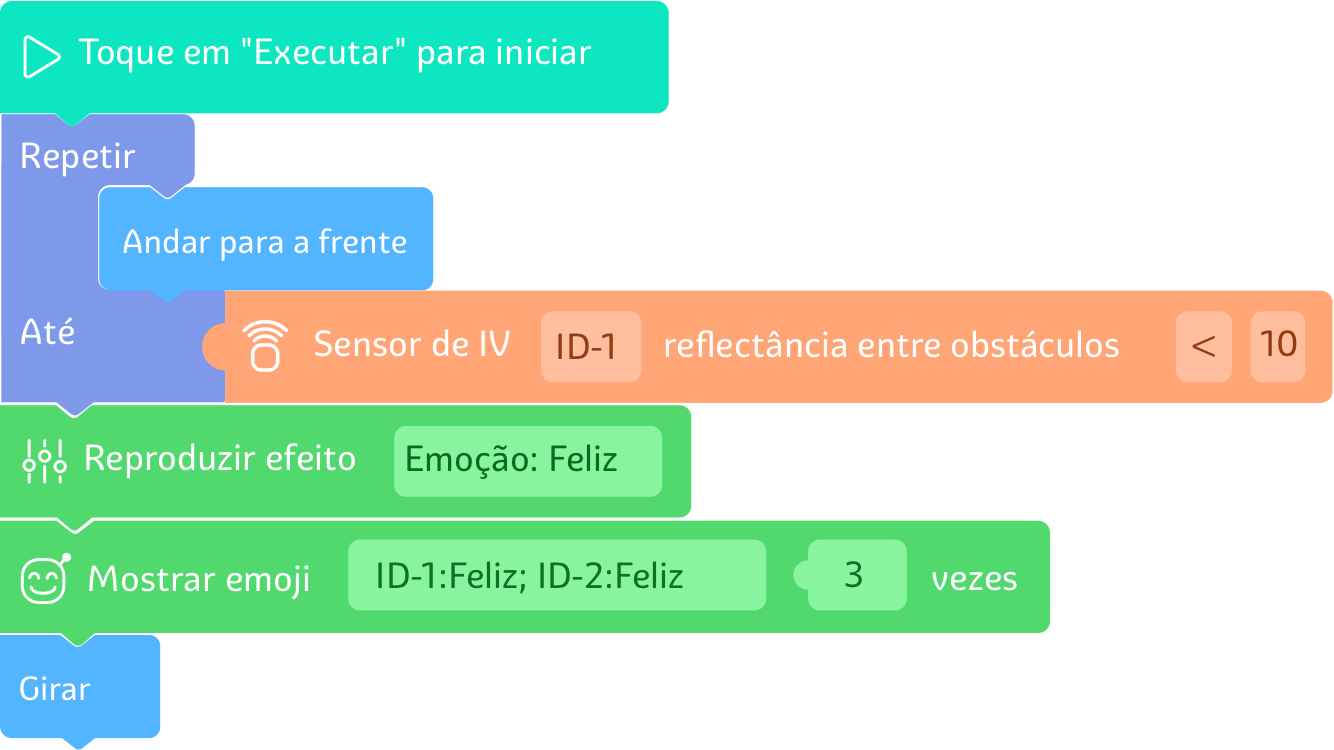 Toque em "Executar" para iniciar
Repetir
Andar para a frente
Até
Sensor de IV ID-1 reflectância entre obstáculos < 10
Reproduzir efeito Emoção: Feliz
Mostrar emoji ID-1:Feliz; ID-2:Feliz 3 vezes
Girar